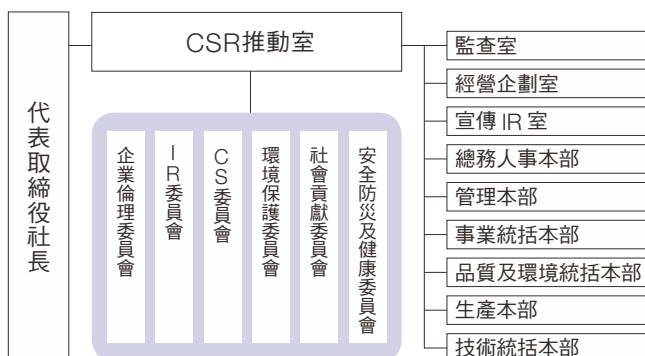 代表取締役社長
CSR推動室
企業倫理委員會
IR委員會
CS委員會
環境保護委員會
社會貢獻委員會
安全防災及健康委員會
監查室
經營企劃室
宣傳 IR 室
總務人事本部
管理本部
事業統括本部
品質及環境統括本部
生產本部
技術統括本部